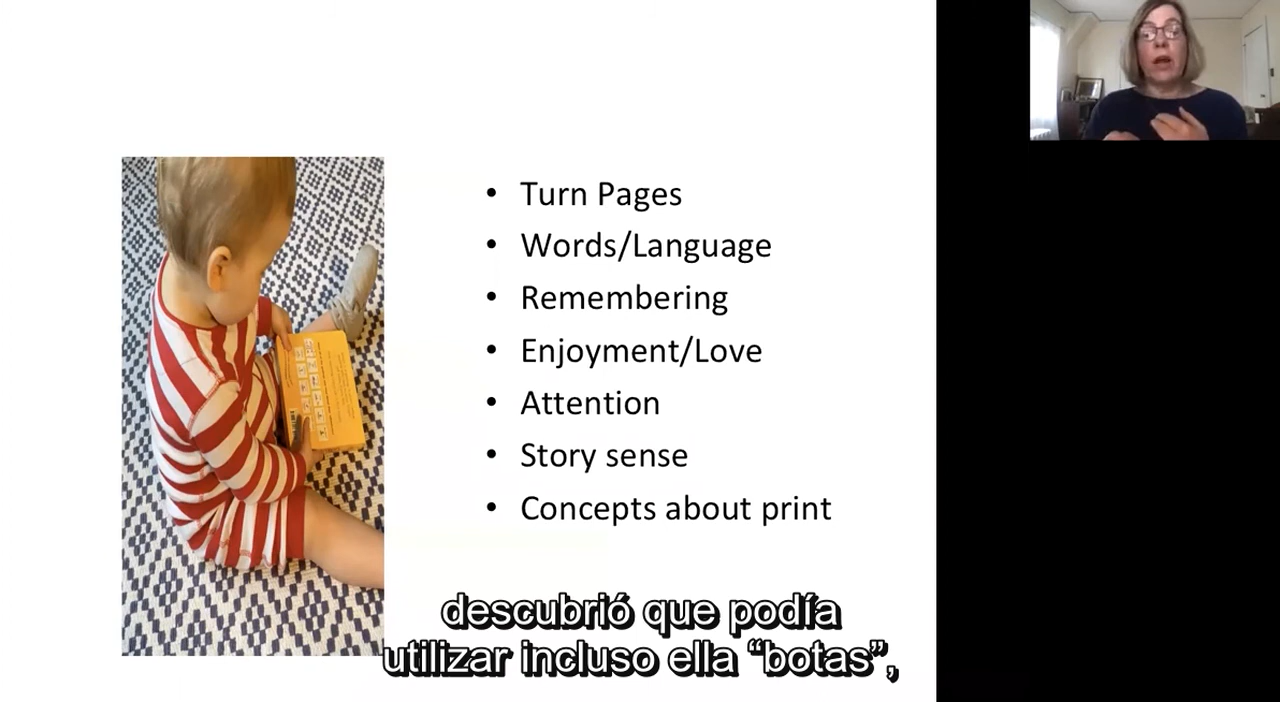 • Turn Pages
• Words/Language
• Remembering
• Enjoyment/Love
• Attention
• Story sense
• Concepts about print
descubrió que podía
utilizar incluso ella “botas”,